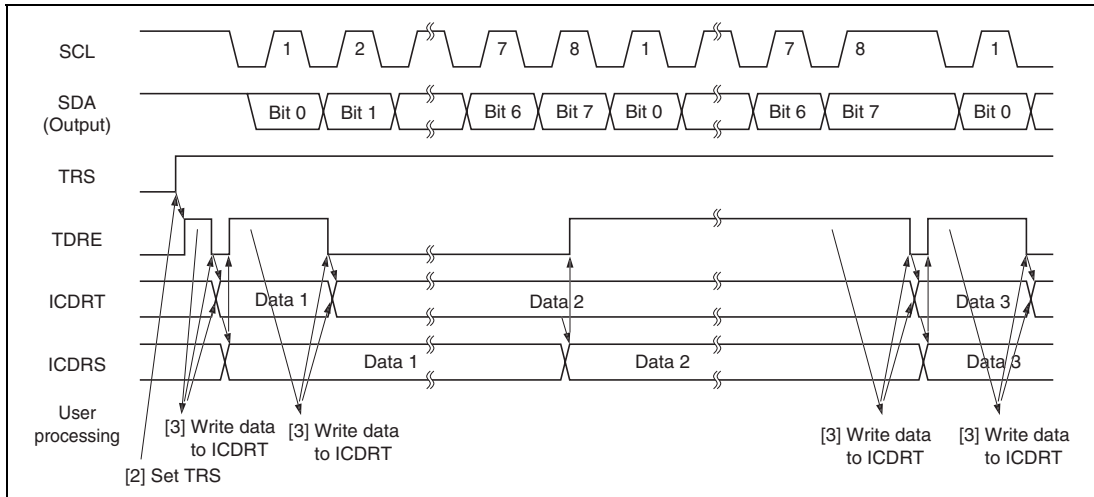 SCL 1 2 7 8 1 7 8 1
SDA
(Output)
Bit 0 Bit 1 Bit 6 Bit 7 Bit 0 Bit 6 Bit 7 Bit 0
TRS
TDRE
ICDRT Data 1 Data 2 Data 3
ICDRS Data 1 Data 2 Data 3
User
processing
[3] Write data
to ICDRT
[3] Write data
to ICDRT
[3] Write data
to ICDRT
[3] Write data
to ICDRT
[2] Set TRS